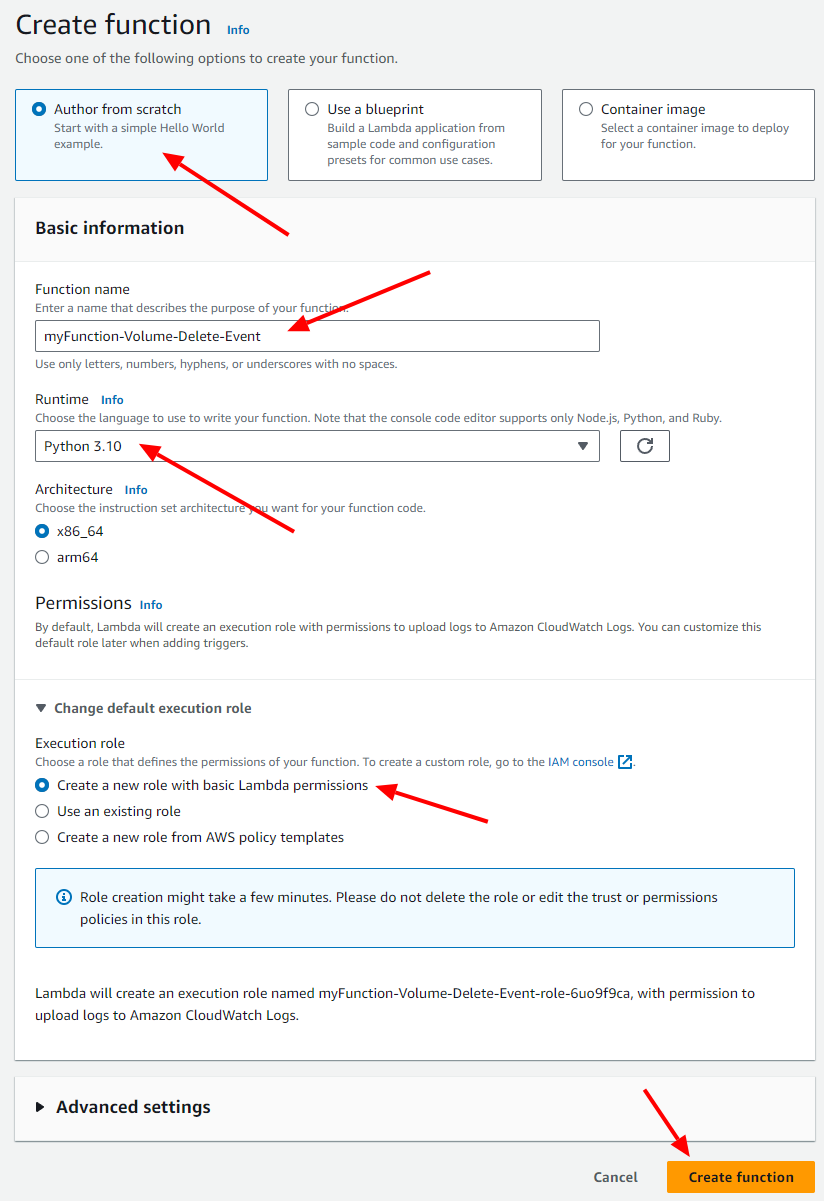 Create function Info
Choose one of the following options to create your function.
Author from scratch
Start with a simple Hello World
example.
Use a blueprint
Build a Lambda application from
sample code and configuration
presets for common use cases.
Container image
Select a container image to deploy
for your function.
Basic information
Function name
Enter a name that describes the purpose of your function.
myFunction-Volume-Delete-Event
Use only letters, numbers, hyphens, or underscores with no spaces.
Runtime Info
Choose the language to use to write your function. Note that the console code editor supports only Node.js, Python, and Ruby.
Python 3.10
Architecture Info
Choose the instruction set architecture you want for your function code.
x86_64
arm64
Permissions Info
By default, Lambda will create an execution role with permissions to upload logs to Amazon CloudWatch Logs. You can customize this
default role later when adding triggers.
Change default execution role
Execution role
Choose a role that defines the permissions of your function. To create a custom role, go to the IAM console.
Create a new role with basic Lambda permissions
Use an existing role
Create a new role from AWS policy templates
Role creation might take a few minutes. Please do not delete the role or edit the trust or permissions
policies in this role.
Lambda will create an execution role named myFunction-Volume-Delete-Event-role-6uo9f9ca, with permission to
upload logs to Amazon CloudWatch Logs.
Advanced settings
Cancel
Create function